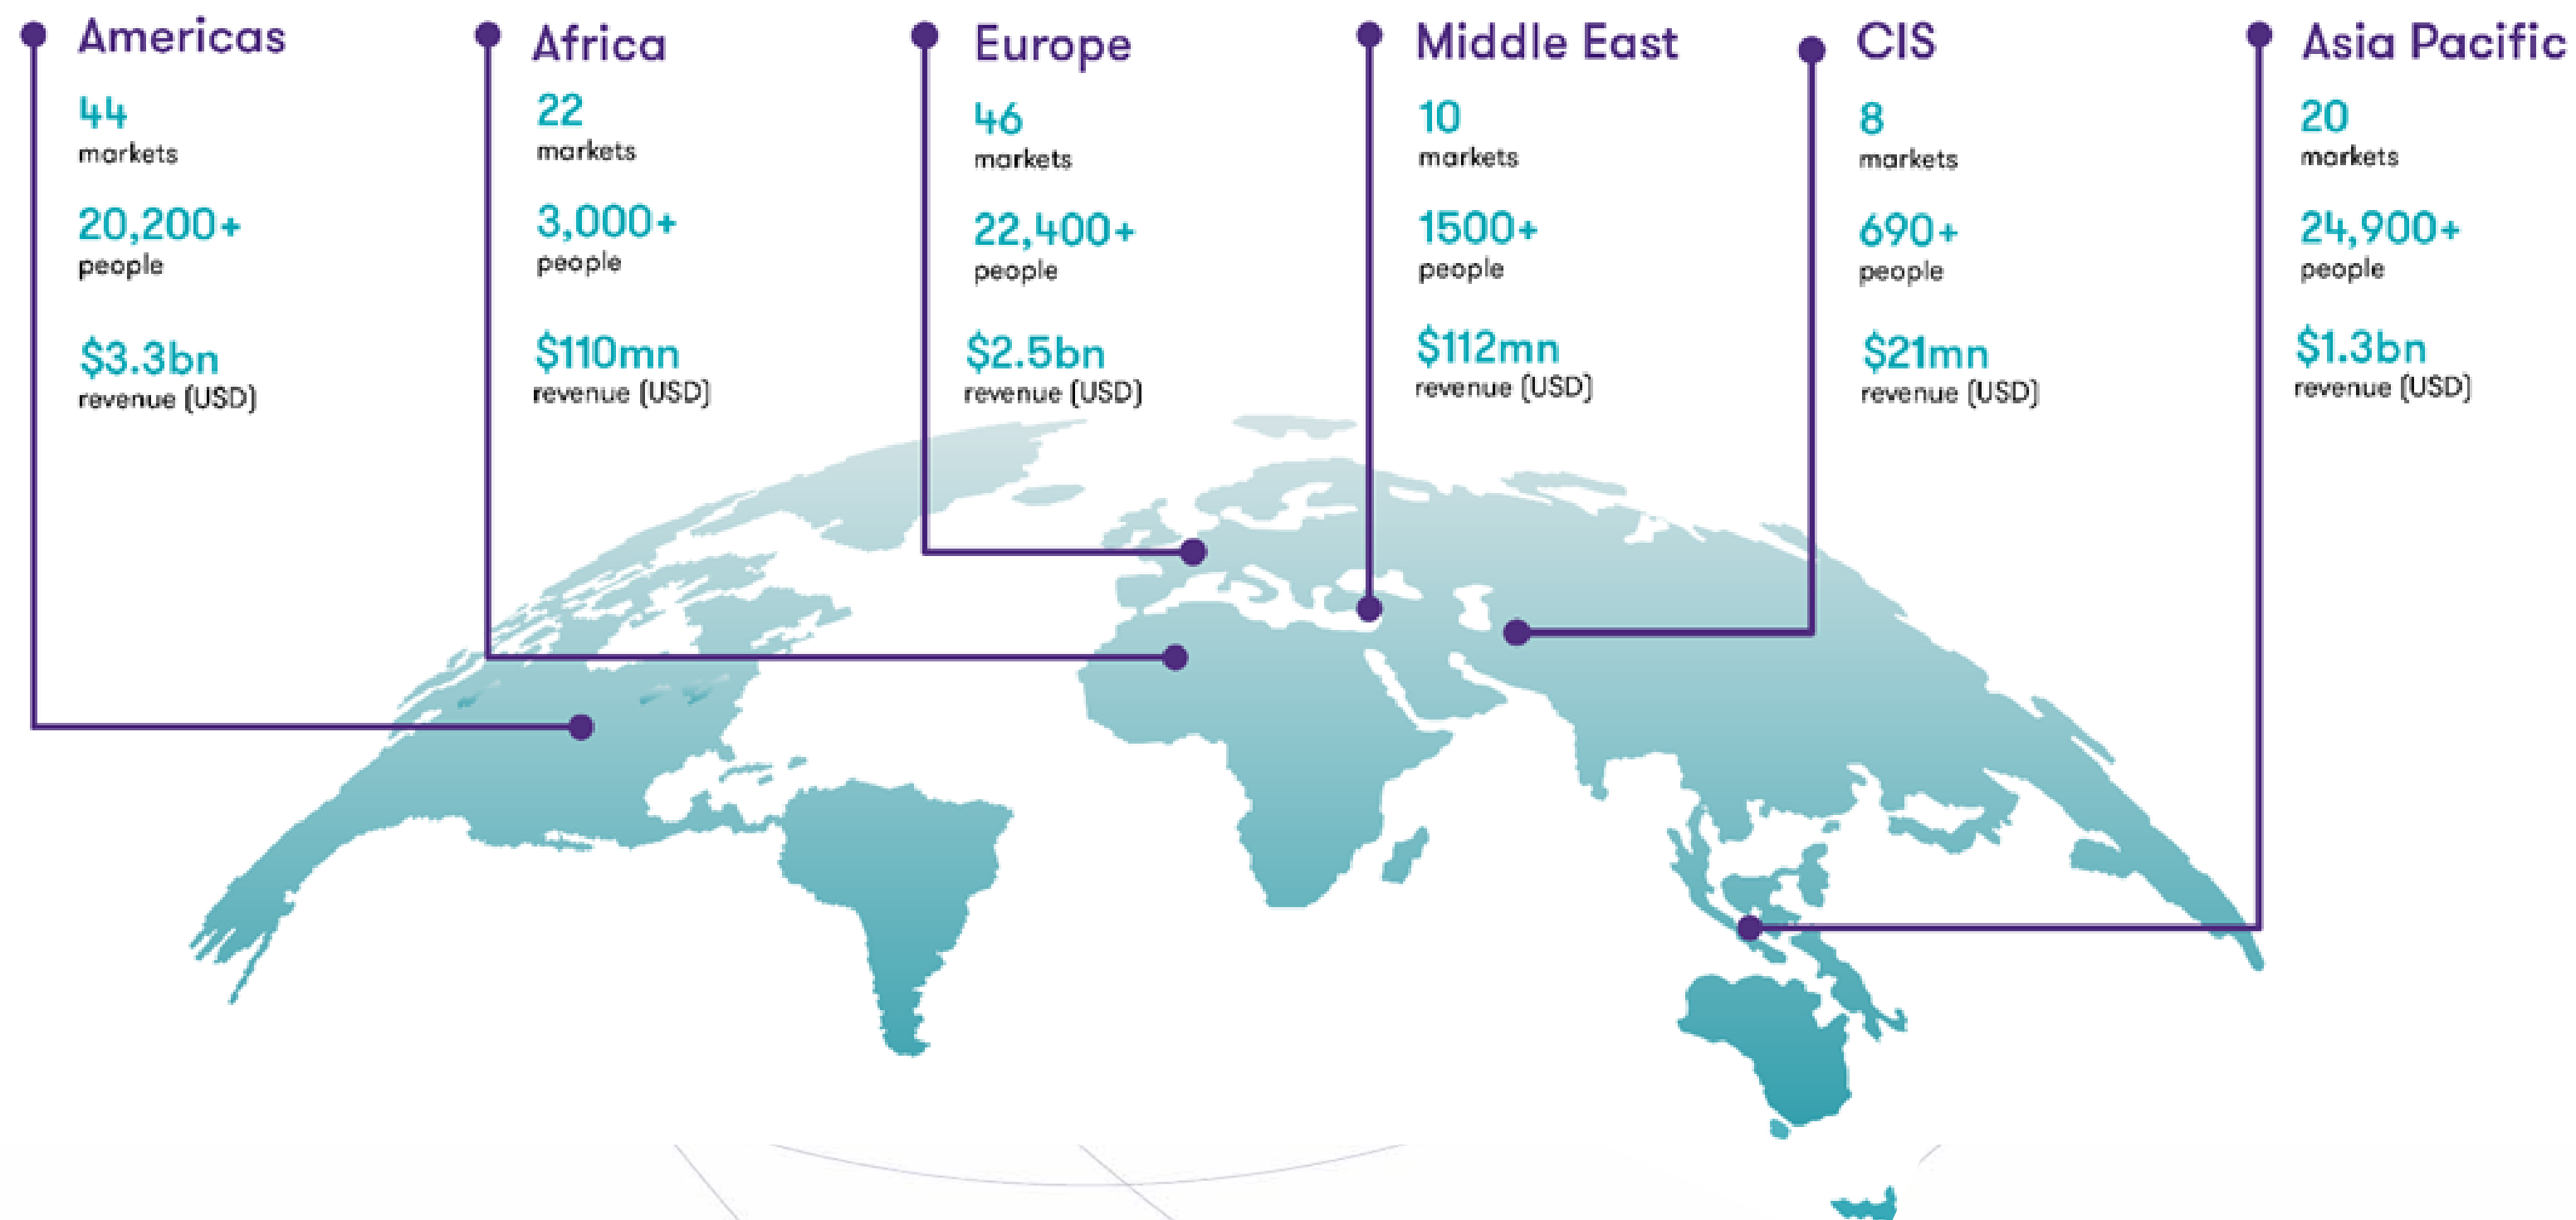 Americas
44
markets
20,200+
people
$3.3bn
revenue (USD)
Africa
22
markets
3,000+
people
$110mn
revenue (USD)
Europe
46
markets
22,400+
people
$2.5bn
revenue (USD)
Middle East
10
markets
1500+
people
$112mn
revenue (USD)
CIS
8
markets
690+
people
$21mn
revenue (USD)
Asia Pacific
20
markets
24,900+
people
$1.3bn
revenue (USD)